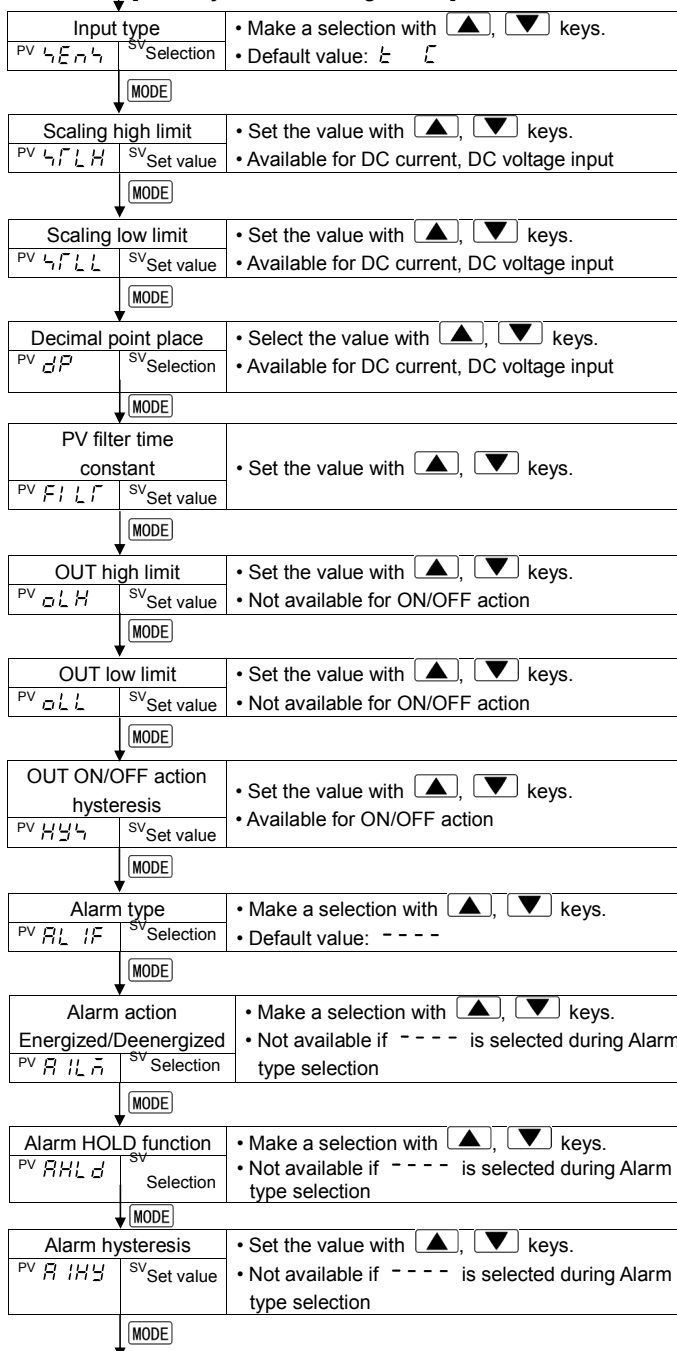 Input type
• Make a selection with ▲, ▼ keys.
PV SEnS SV Selection
• Default value: E C
MODE
Scaling high limit
• Set the value with ▲, ▼ keys.
PV STLH SV Set value
• Available for DC current, DC voltage input
MODE
Scaling low limit
• Set the value with ▲, ▼ keys.
PV STLL SV Set value
• Available for DC current, DC voltage input
MODE
Decimal point place
• Select the value with ▲, ▼ keys.
PV dP SV Selection
• Available for DC current, DC voltage input
MODE
PV filter time
constant
• Set the value with ▲, ▼ keys.
PV FILT SV Set value
MODE
OUT high limit
• Set the value with ▲, ▼ keys.
PV oLH SV Set value
• Not available for ON/OFF action
MODE
OUT low limit
• Set the value with ▲, ▼ keys.
PV oLL SV Set value
• Not available for ON/OFF action
MODE
OUT ON/OFF action
hysteresis
• Set the value with ▲, ▼ keys.
• Available for ON/OFF action
PV HYS SV Set value
MODE
Alarm type
• Make a selection with ▲, ▼ keys.
PV AL1F SV Selection
• Default value: ----
MODE
Alarm action
Energized/Deenergized
• Make a selection with ▲, ▼ keys.
• Not available if ---- is selected during Alarm
type selection
PV A1LM SV Selection
MODE
Alarm HOLD function
• Make a selection with ▲, ▼ keys.
PV AHLd SV Selection
• Not available if ---- is selected during Alarm
type selection
MODE
Alarm hysteresis
• Set the value with ▲, ▼ keys.
PV A1HY SV Set value
• Not available if ---- is selected during Alarm
type selection
MODE